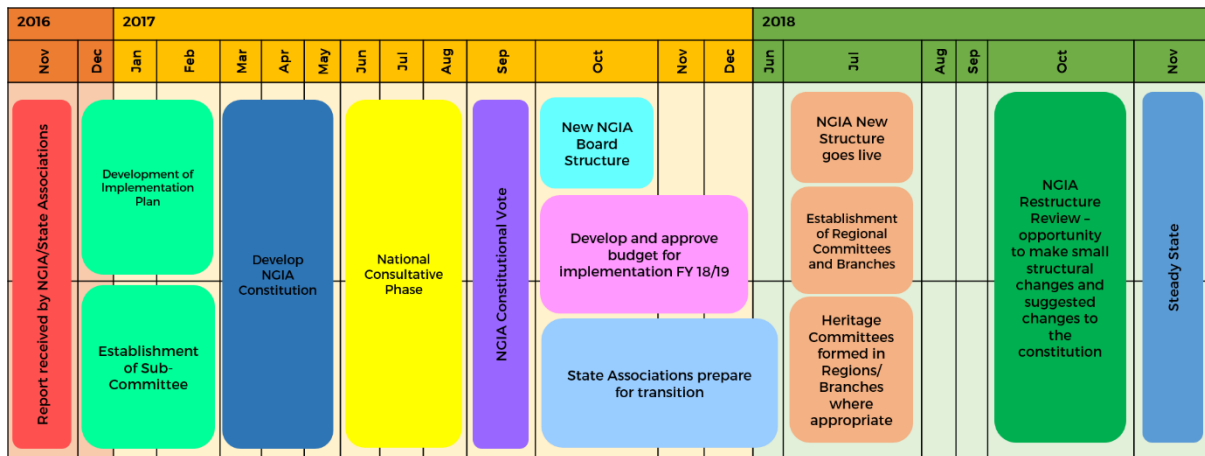 2016
2017
2018
Nov
Dec
Jan
Feb
Mar
Apr
May
Jun
Jul
Aug
Sep
Oct
Nov
Dec
Jun
Jul
Aug
Sep
Oct
Nov
Report received by NGIA/State Associations
Development of
Implementation
Plan
Establishment
of Sub-
Committee
Develop
NGIA
Constitution
National
Consultative
Phase
NGIA Constitutional Vote
New NGIA
Board
Structure
Develop and approve
budget for
implementation FY 18/19
State Associations prepare
for transition
NGIA New
Structure
goes live
Establishment
of Regional
Committees
and Branches
Heritage
Committees
formed in
Regions/
Branches
where
appropriate
NGIA
Restructure
Review –
opportunity
to make small
structural
changes and
suggested
changes to
the
constitution
Steady State